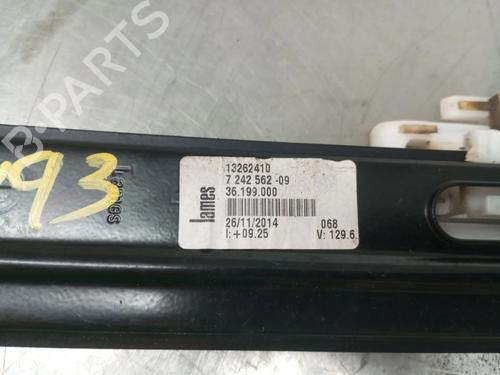 13262410
7 242 562 -09
36.199.000
lames
26/11/2014 068
I:+09.25 V: 129.6
93
B-PARTS